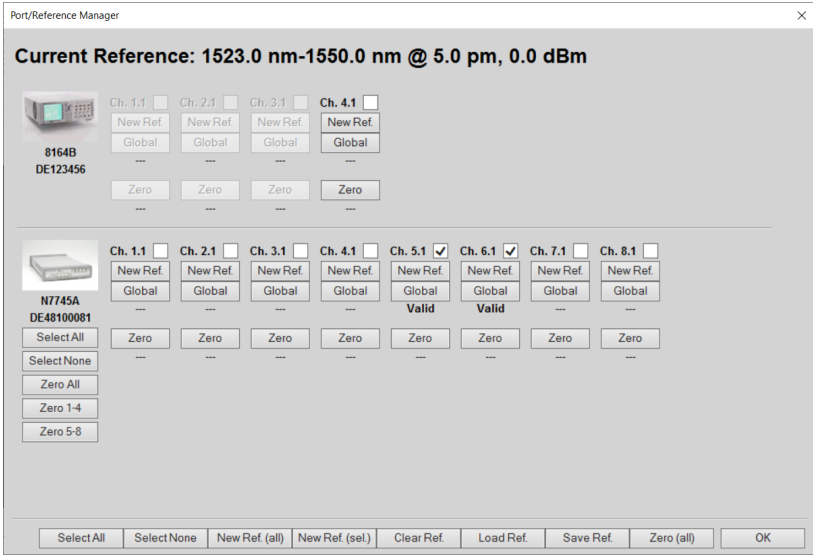 Port/Reference Manager
Current Reference: 1523.0 nm-1550.0 nm @ 5.0 pm, 0.0 dBm
Ch. 1.1 Ch. 2.1 Ch. 3.1 Ch. 4.1
New Ref. New Ref. New Ref. New Ref.
Global Global Global Global
8164B
--- --- --- ---
DE123456
Zero Zero Zero Zero
--- --- --- ---
Ch. 1.1 Ch. 2.1 Ch. 3.1 Ch. 4.1 Ch. 5.1 Ch. 6.1 Ch. 7.1 Ch. 8.1
New Ref. New Ref. New Ref. New Ref. New Ref. New Ref. New Ref. New Ref.
Global Global Global Global Global Global Global Global
N7745A
--- --- --- --- Valid Valid --- ---
DE48100081
Select All Zero Zero Zero Zero Zero Zero Zero Zero
Select None --- --- --- --- --- --- --- ---
Zero All
Zero 1-4
Zero 5-8
Select All Select None New Ref. (all) New Ref. (sel.) Clear Ref. Load Ref. Save Ref. Zero (all) OK